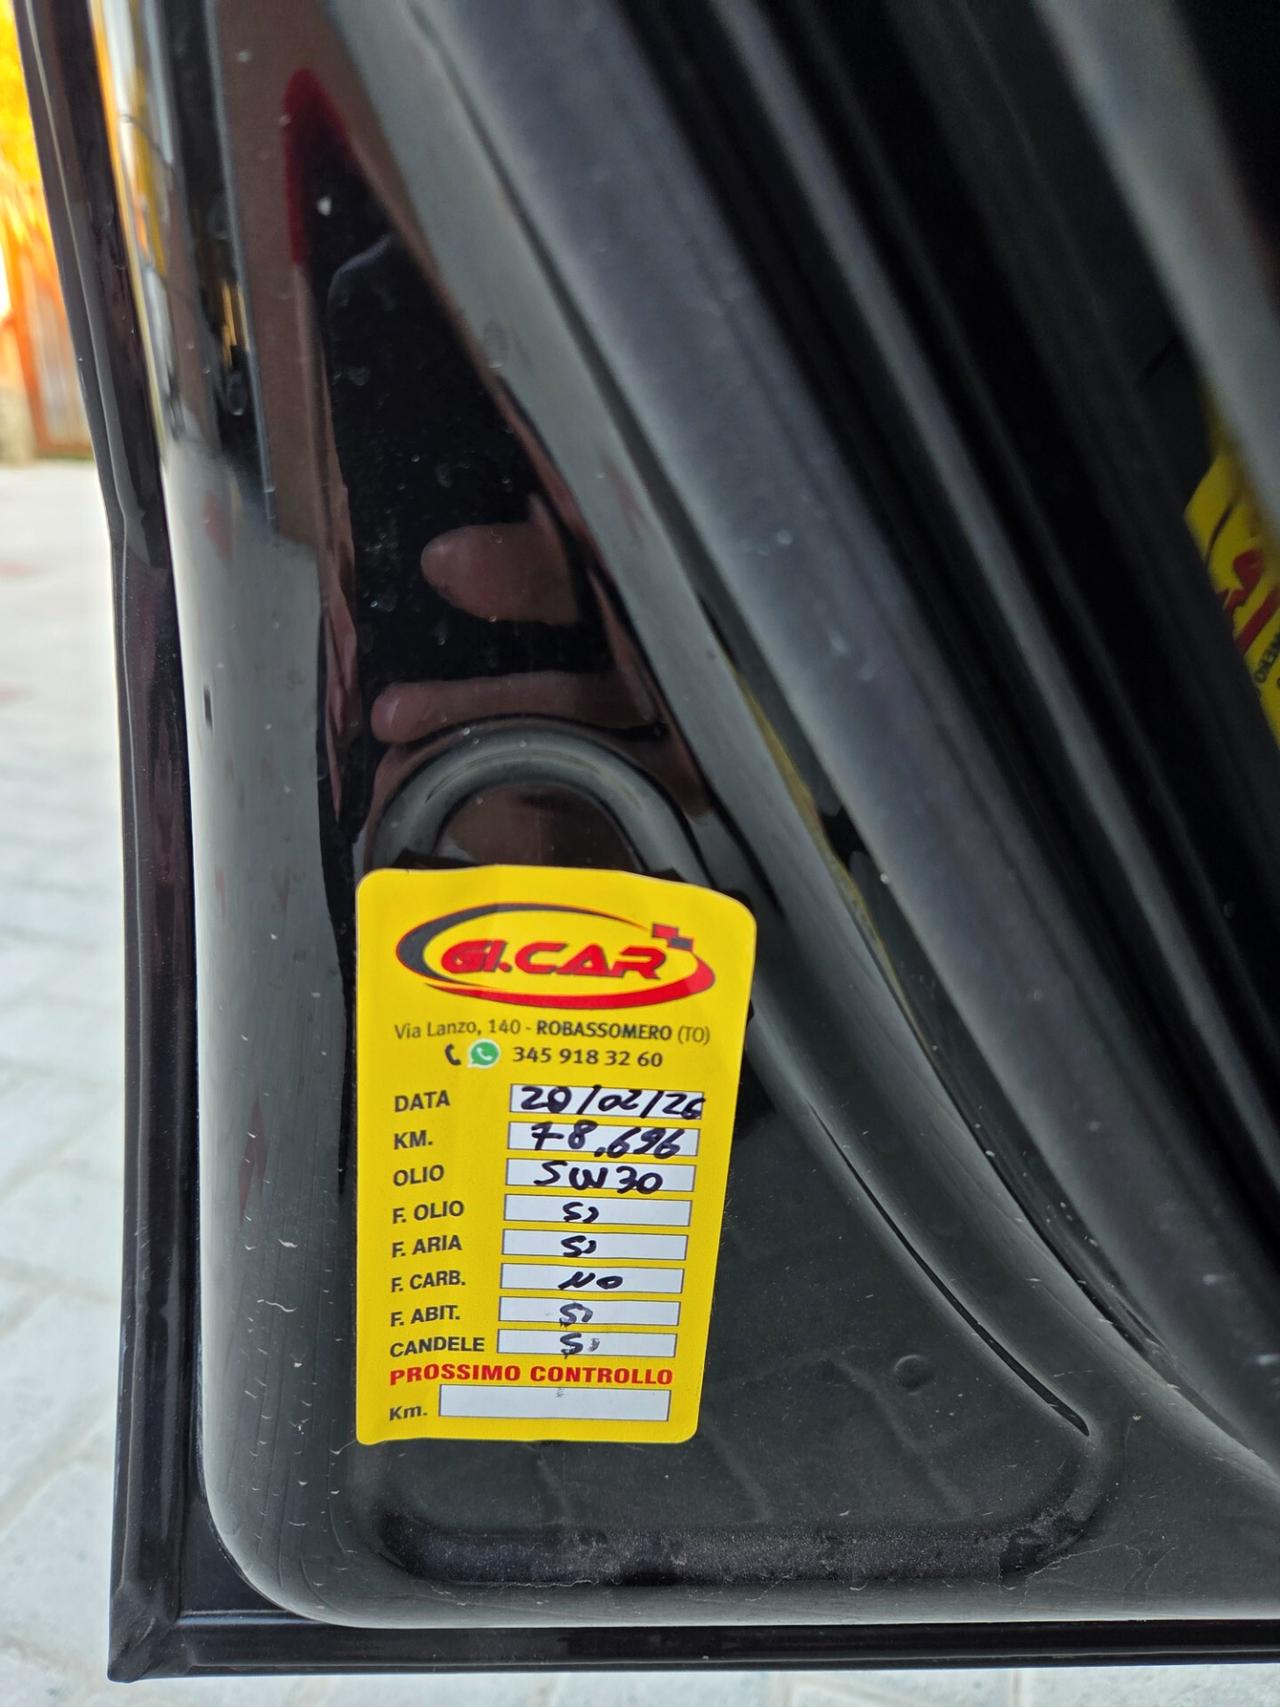 GI.CAR
Via Lanzo, 140 - ROBASSOMERO (TO)
345 918 32 60
DATA 20/02/26
KM. 78.696
OLIO 5W30
F. OLIO Si
F. ARIA Si
F. CARB. NO
F. ABIT. Si
CANDELE Si
PROSSIMO CONTROLLO
Km.